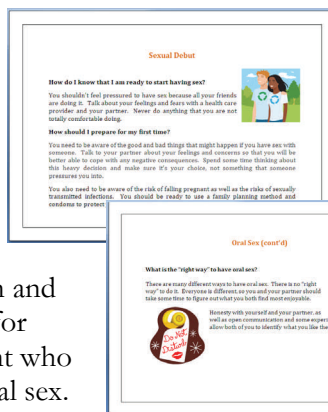 Sexual Debut
How do I know that I am ready to start having sex?
You shouldn't feel pressured to have sex because all your friends
are doing it. Talk about your feelings and fears with a health care
provider and your partner. Never do anything that you are not
totally comfortable doing.
How should I prepare for my first time?
You need to be aware of the good and bad things that might happen if you have sex with
someone. Talk to your partner about your feelings and concerns so that you will be
better able to cope with any negative consequences. Spend some time thinking about
this heavy decision and make sure it's your choice, not something that someone
pressures you into.
You also need to be aware of the risk of falling pregnant as well as the risks of sexually
transmitted infections. You should be ready to use a family planning method and
condoms to protect
Oral Sex (cont'd)
What is the "right way" to have oral sex?
There are many different ways to have oral sex. There is no "right
way" to do it. Everyone is different, so you and your partner should
take some time to figure out what you both find most enjoyable.
Honesty with yourself and your partner, as
well as open communication and some experi
allow both of you to identify what you like the
Do Not
Disturb
and
for
t who
al sex.